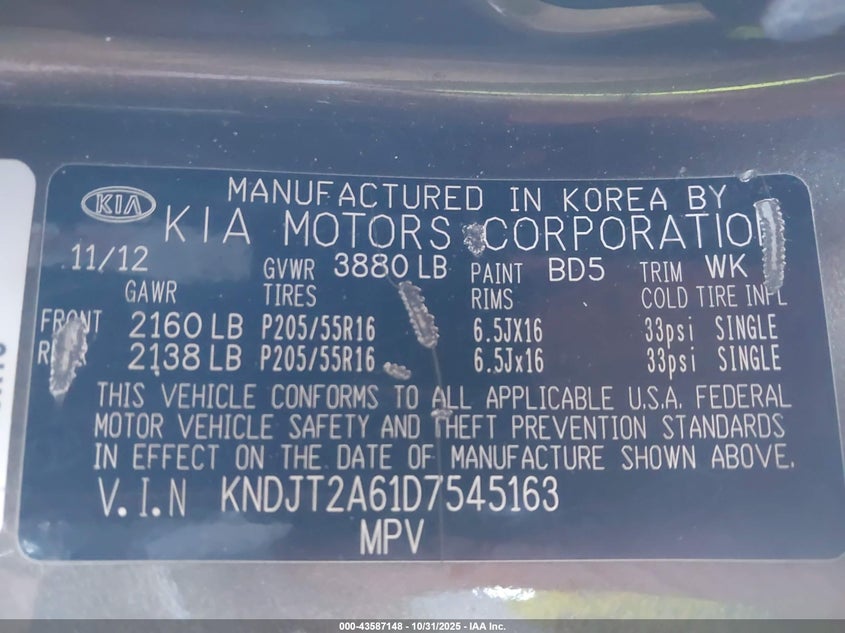 KIA
MANUFACTURED IN KOREA BY
KIA MOTORS CORPORATION
11/12 GVWR 3880 LB PAINT BD5 TRIM WK
GAWR TIRES RIMS COLD TIRE INFL
FRONT 2160 LB P205/55R16 6.5JX16 33psi SINGLE
2138 LB P205/55R16 6.5Jx16 33psi SINGLE
THIS VEHICLE CONFORMS TO ALL APPLICABLE U.S.A. FEDERAL
MOTOR VEHICLE SAFETY AND THEFT PREVENTION STANDARDS
IN EFFECT ON THE DATE OF MANUFACTURE SHOWN ABOVE.
V.I.N KNDJT2A61D7545163
MPV
000-43587148 - 10/31/2025 - IAA Inc.